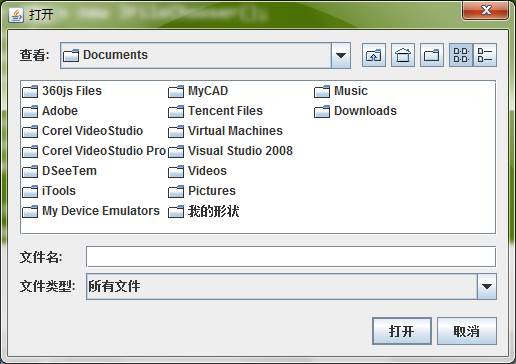 打开
查看: Documents
360js Files MyCAD Music
Adobe Tencent Files Downloads
Corel VideoStudio Virtual Machines
Corel VideoStudio Pro Visual Studio 2008
DSeeTem Videos
iTools Pictures
My Device Emulators 我的形状
文件名:
文件类型: 所有文件
打开 取消